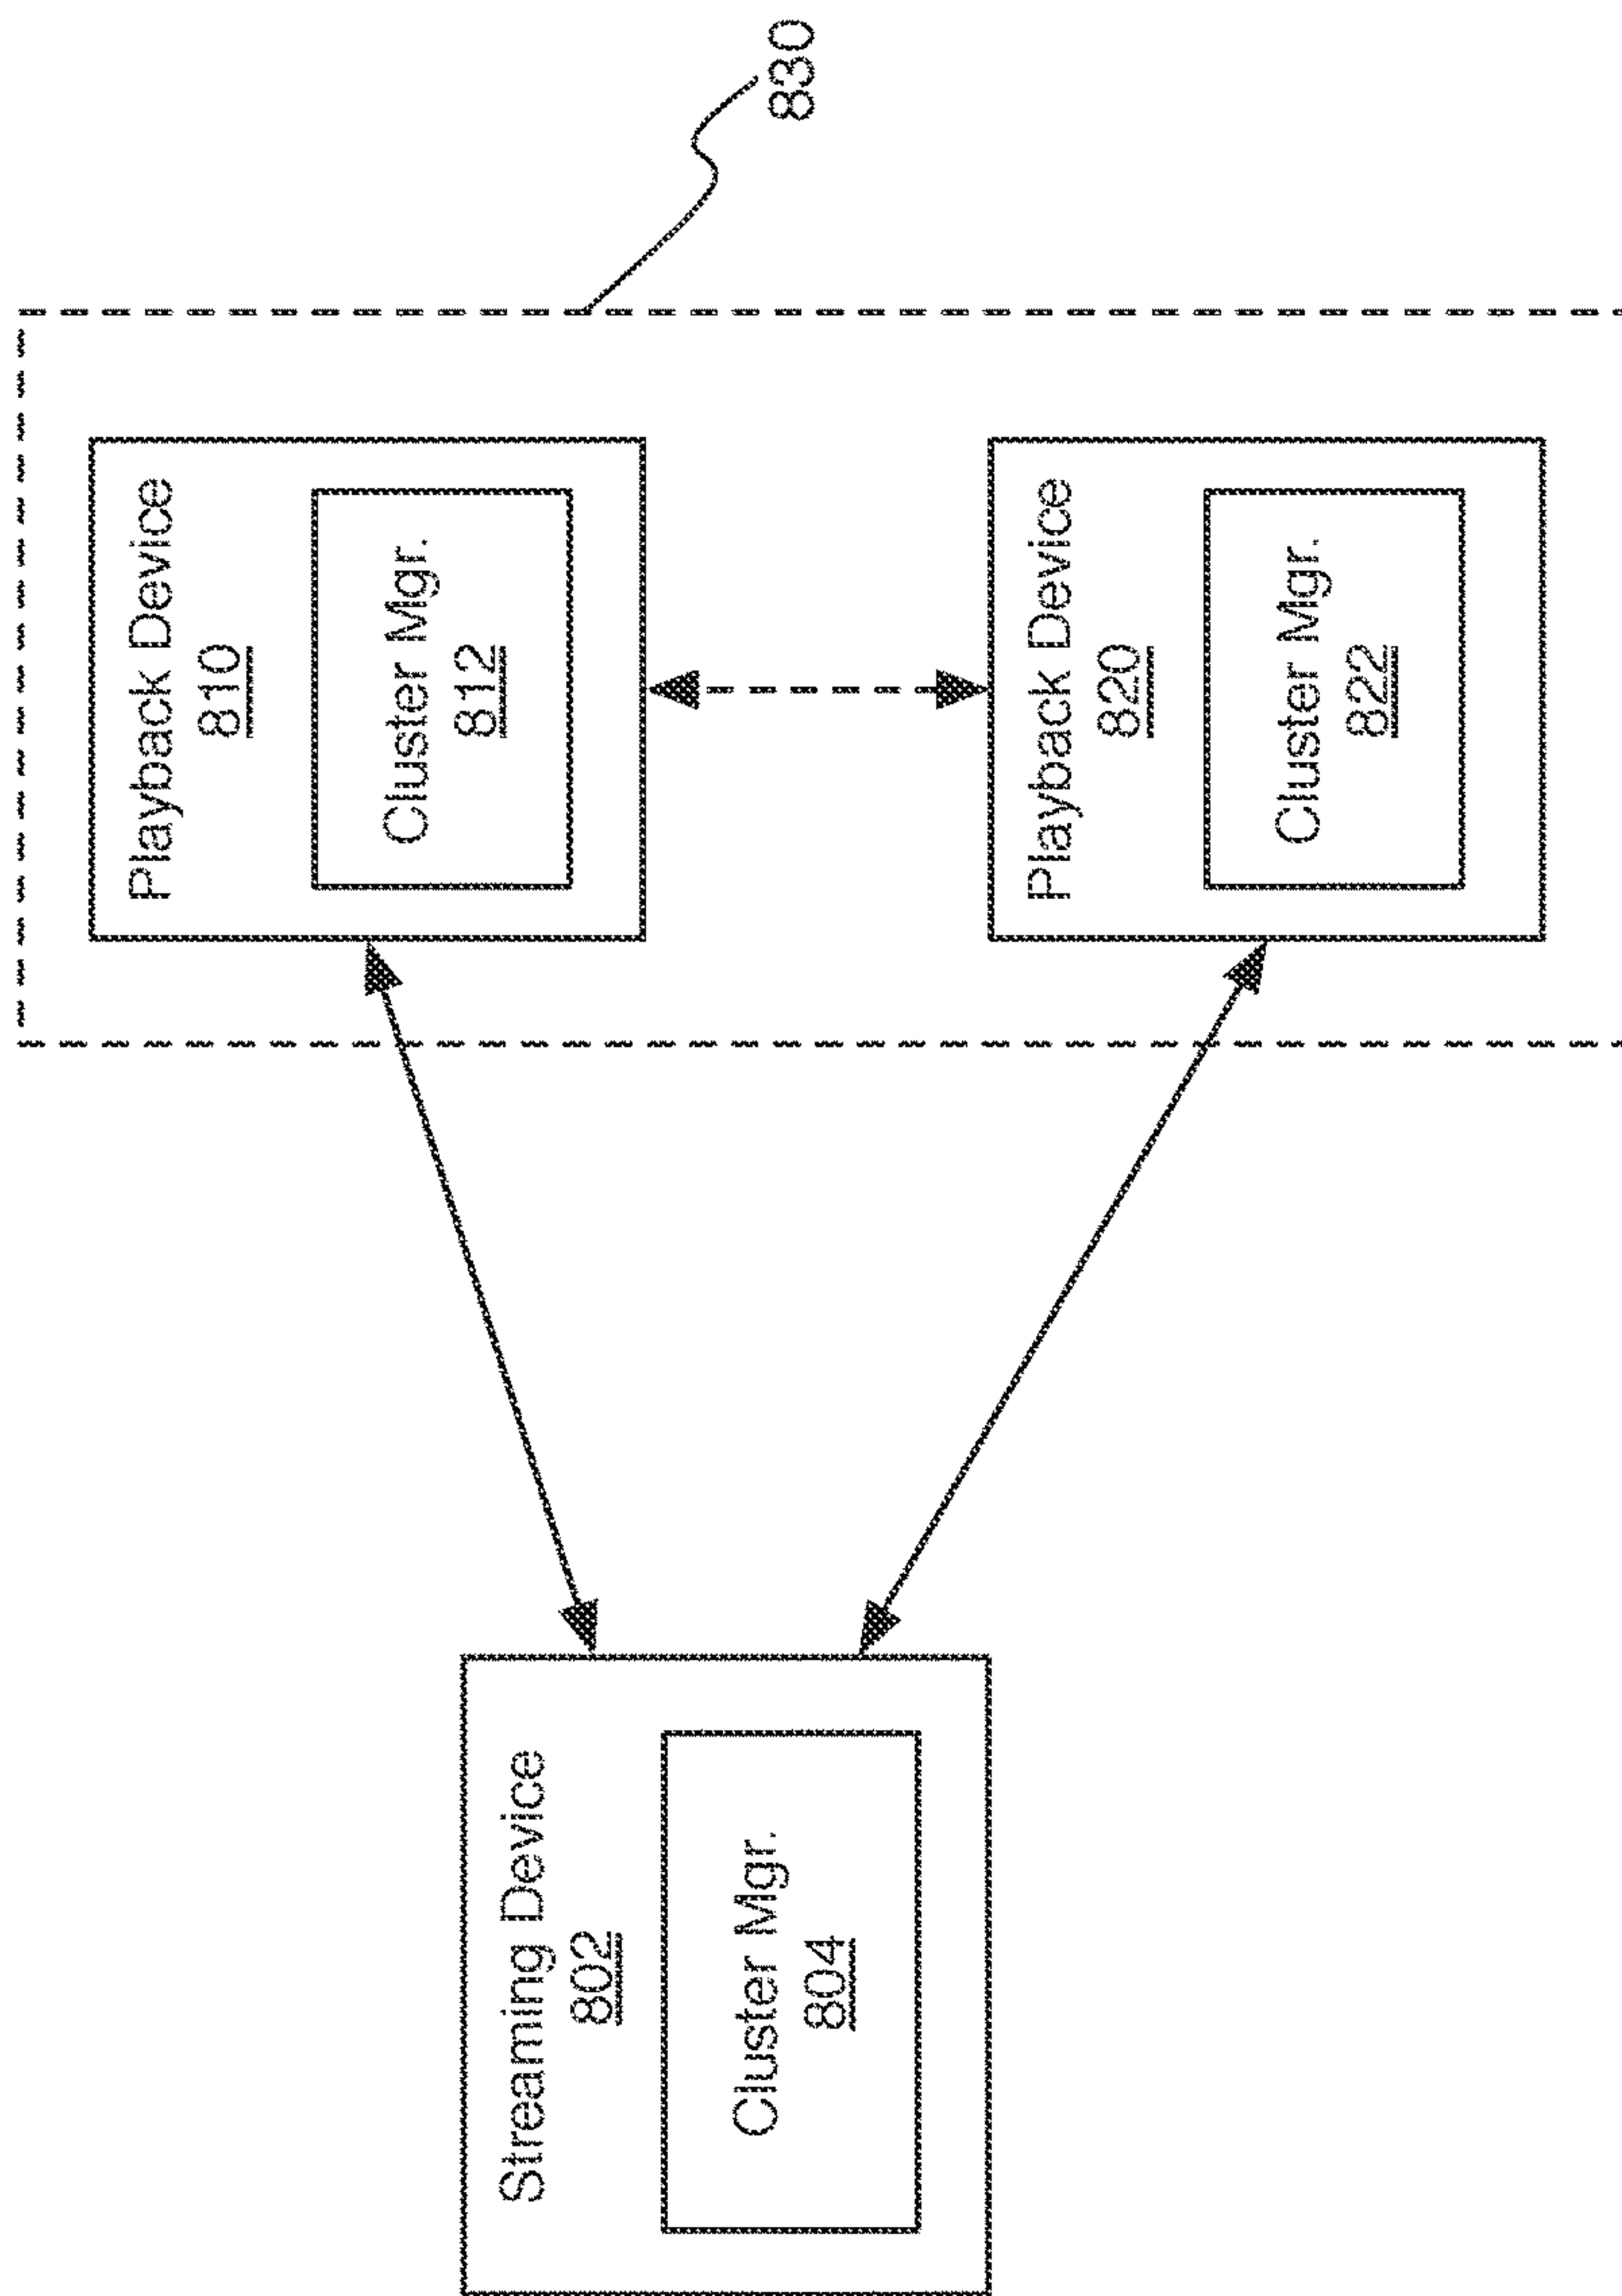 Streaming Device
802
Cluster Mgr.
804
Playback Device
810
Cluster Mgr.
812
Playback Device
820
Cluster Mgr.
822
830